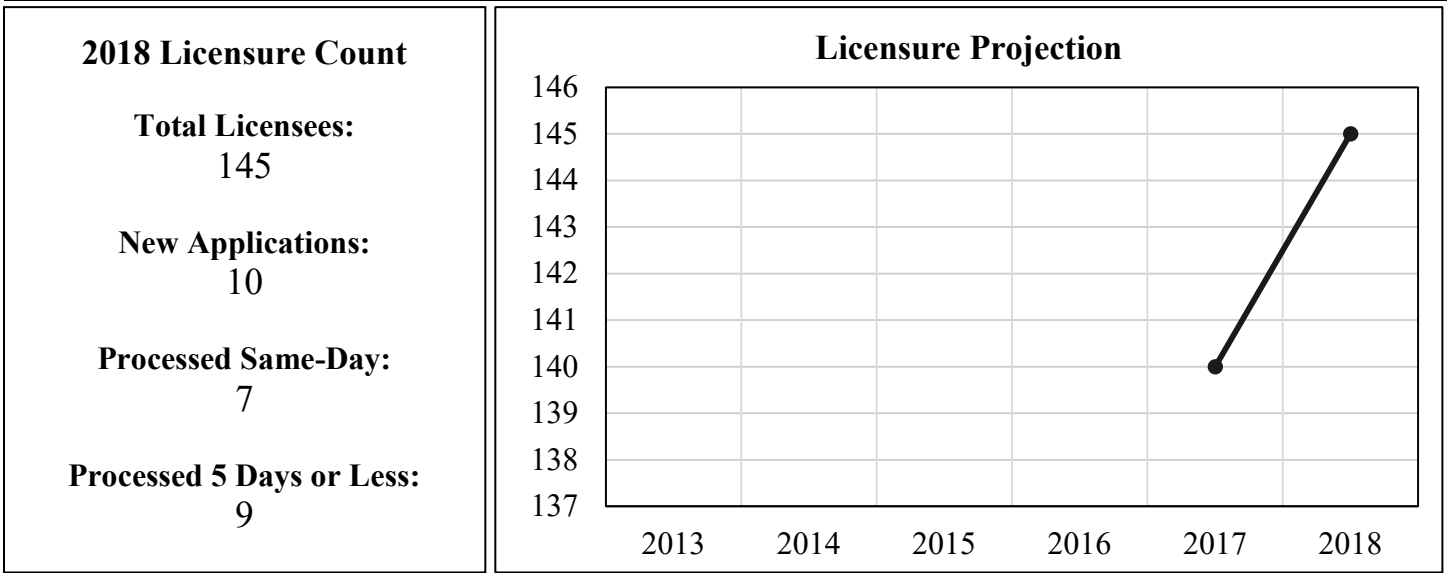 2018 Licensure Count
Total Licensees:
145
New Applications:
10
Processed Same-Day:
7
Processed 5 Days or Less:
9
Licensure Projection
146
145
144
143
142
141
140
139
138
137
2013 2014 2015 2016 2017 2018